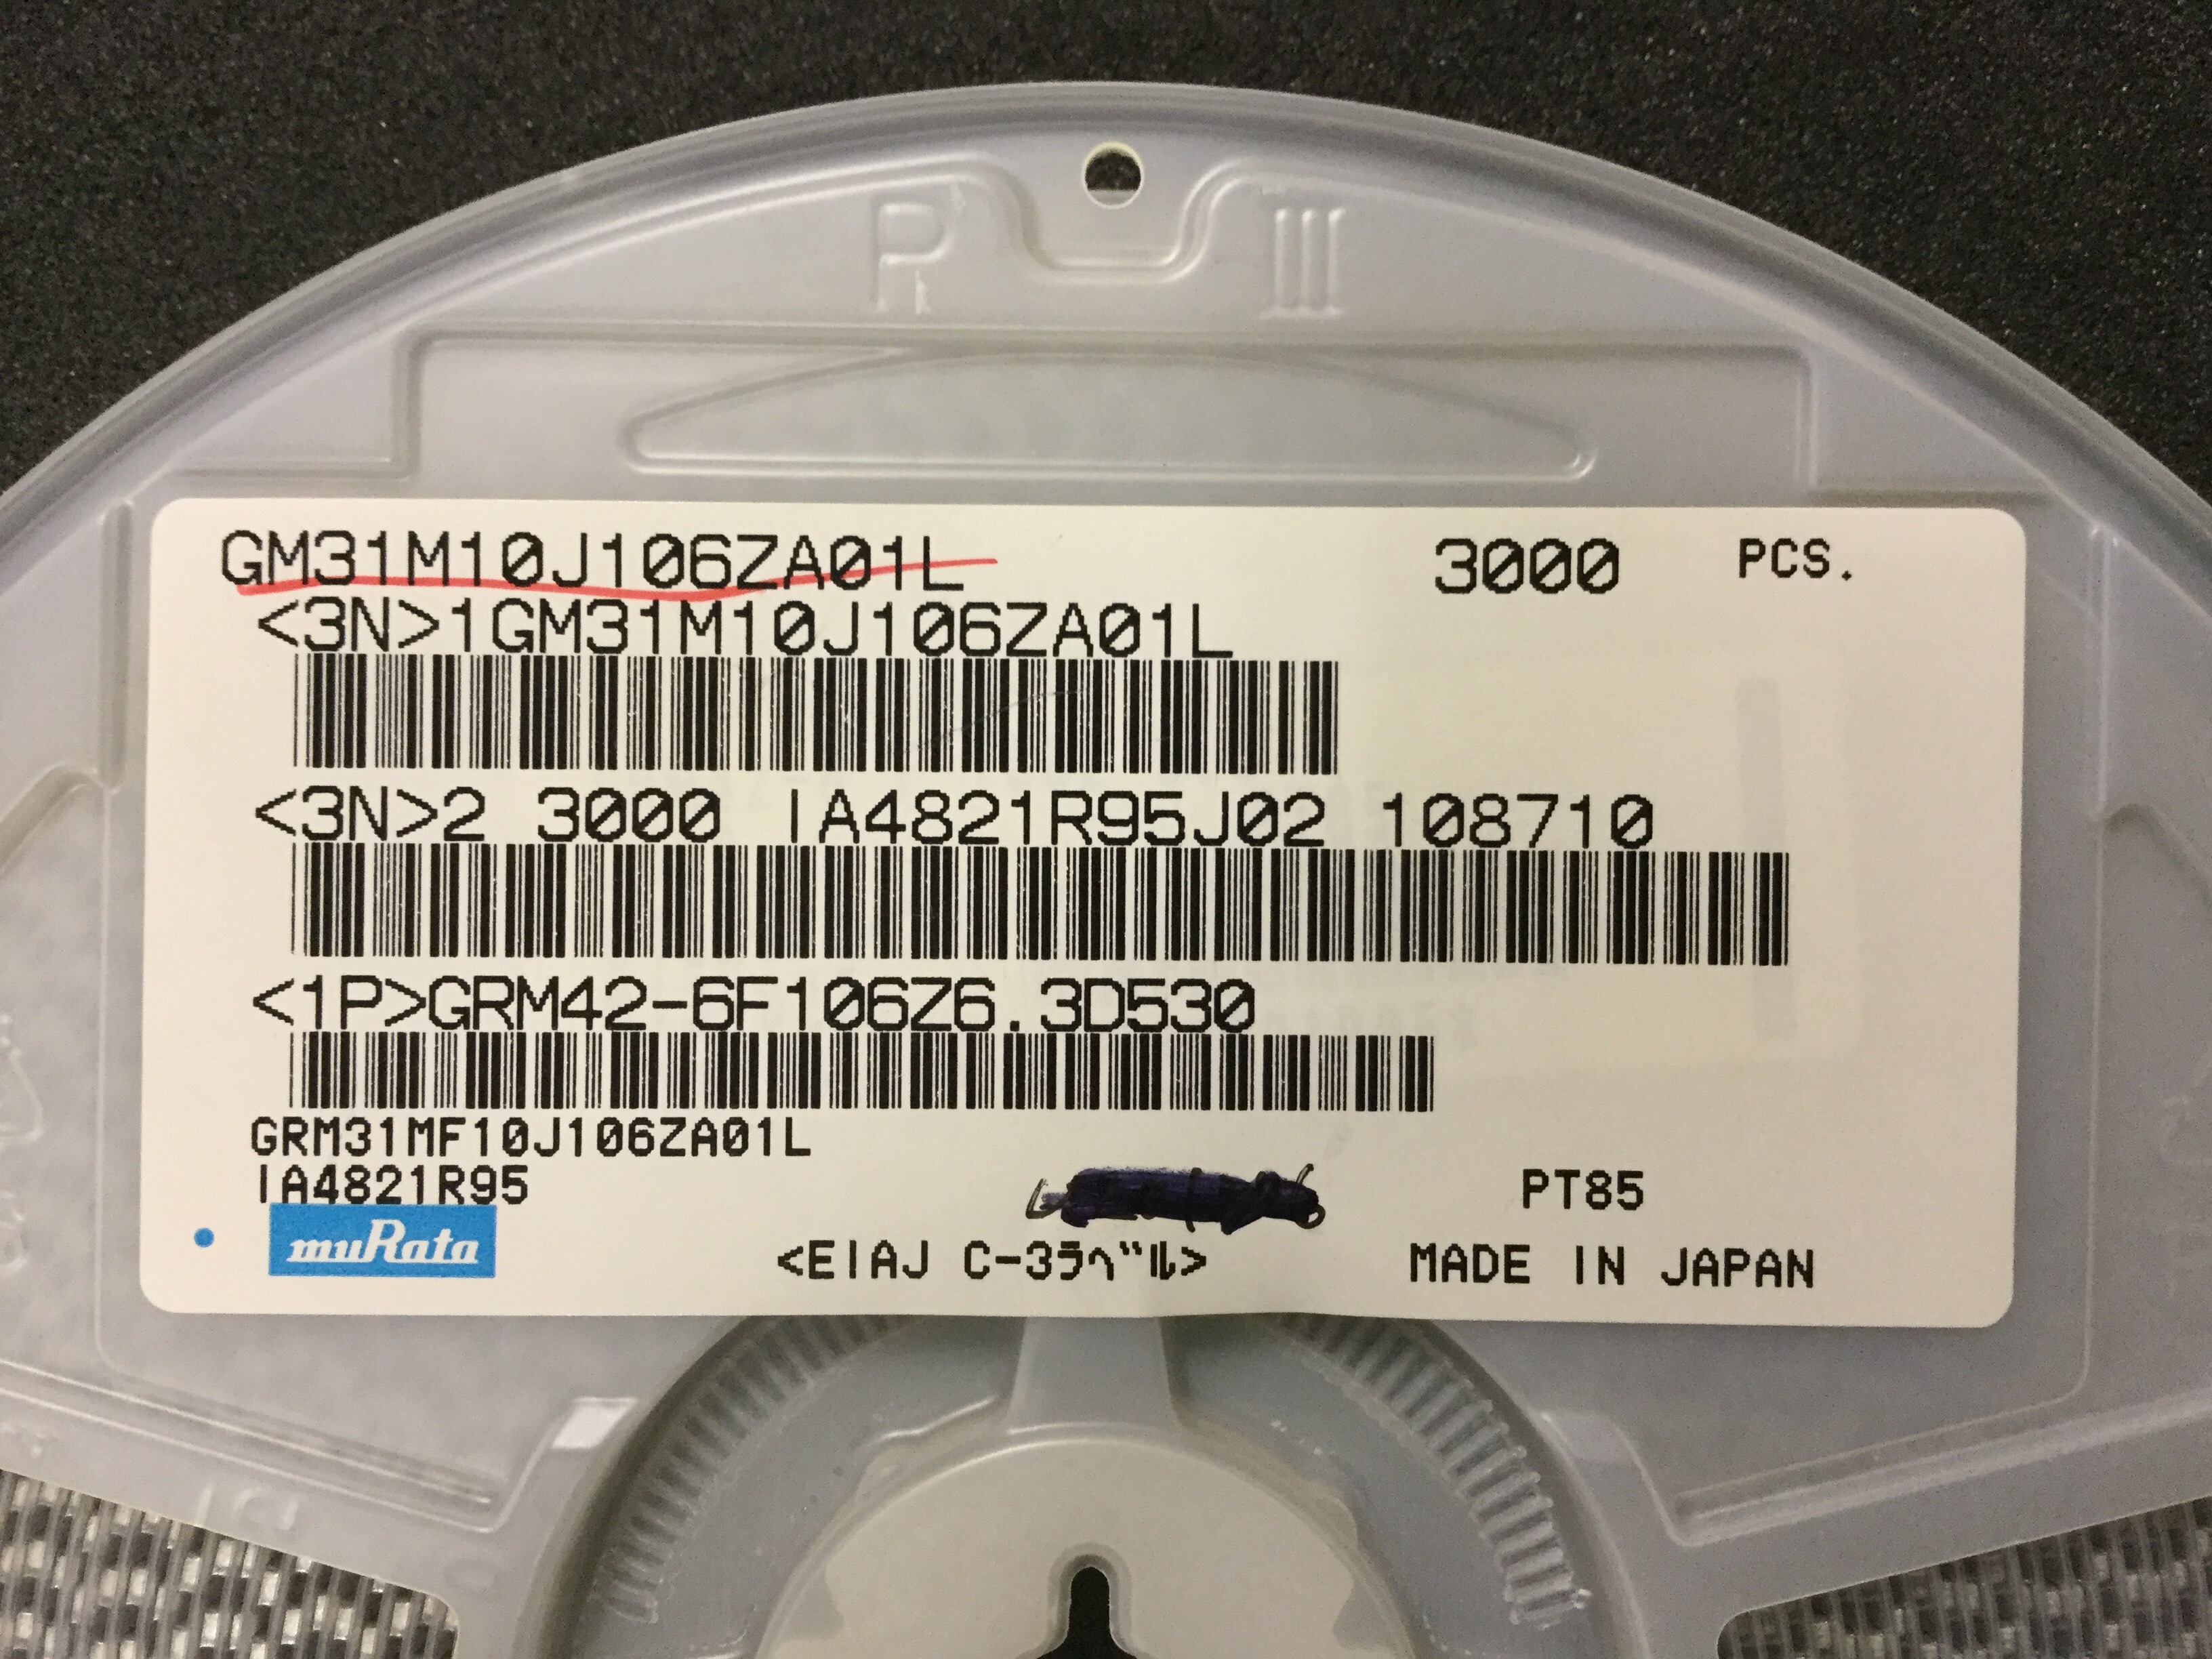 P III
GM31M10J106ZA01L 3000 PCS.
<3N>1GM31M10J106ZA01L
<3N>2 3000 IA4821R95J02 108710
<1P>GRM42-6F106Z6.3D530
GRM31MF10J106ZA01L
IA4821R95 PT85
muRata <EIAJ C-3ラベル> MADE IN JAPAN